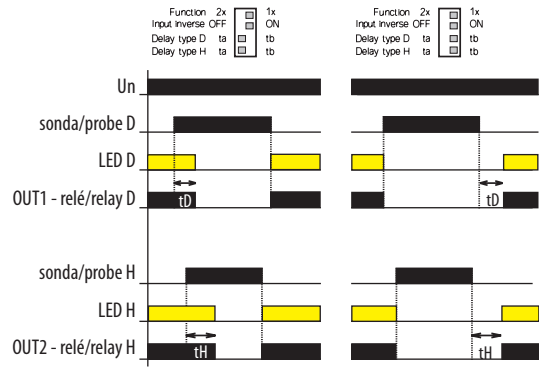 Function 2x 1x
Input inverse OFF ON
Delay type D ta tb
Delay type H ta tb
Function 2x 1x
Input inverse OFF ON
Delay type D ta tb
Delay type H ta tb
Un
sonda/probe D
LED D
OUT1 - relé/relay D
tD
tD
sonda/probe H
LED H
OUT2 - relé/relay H
tH
tH